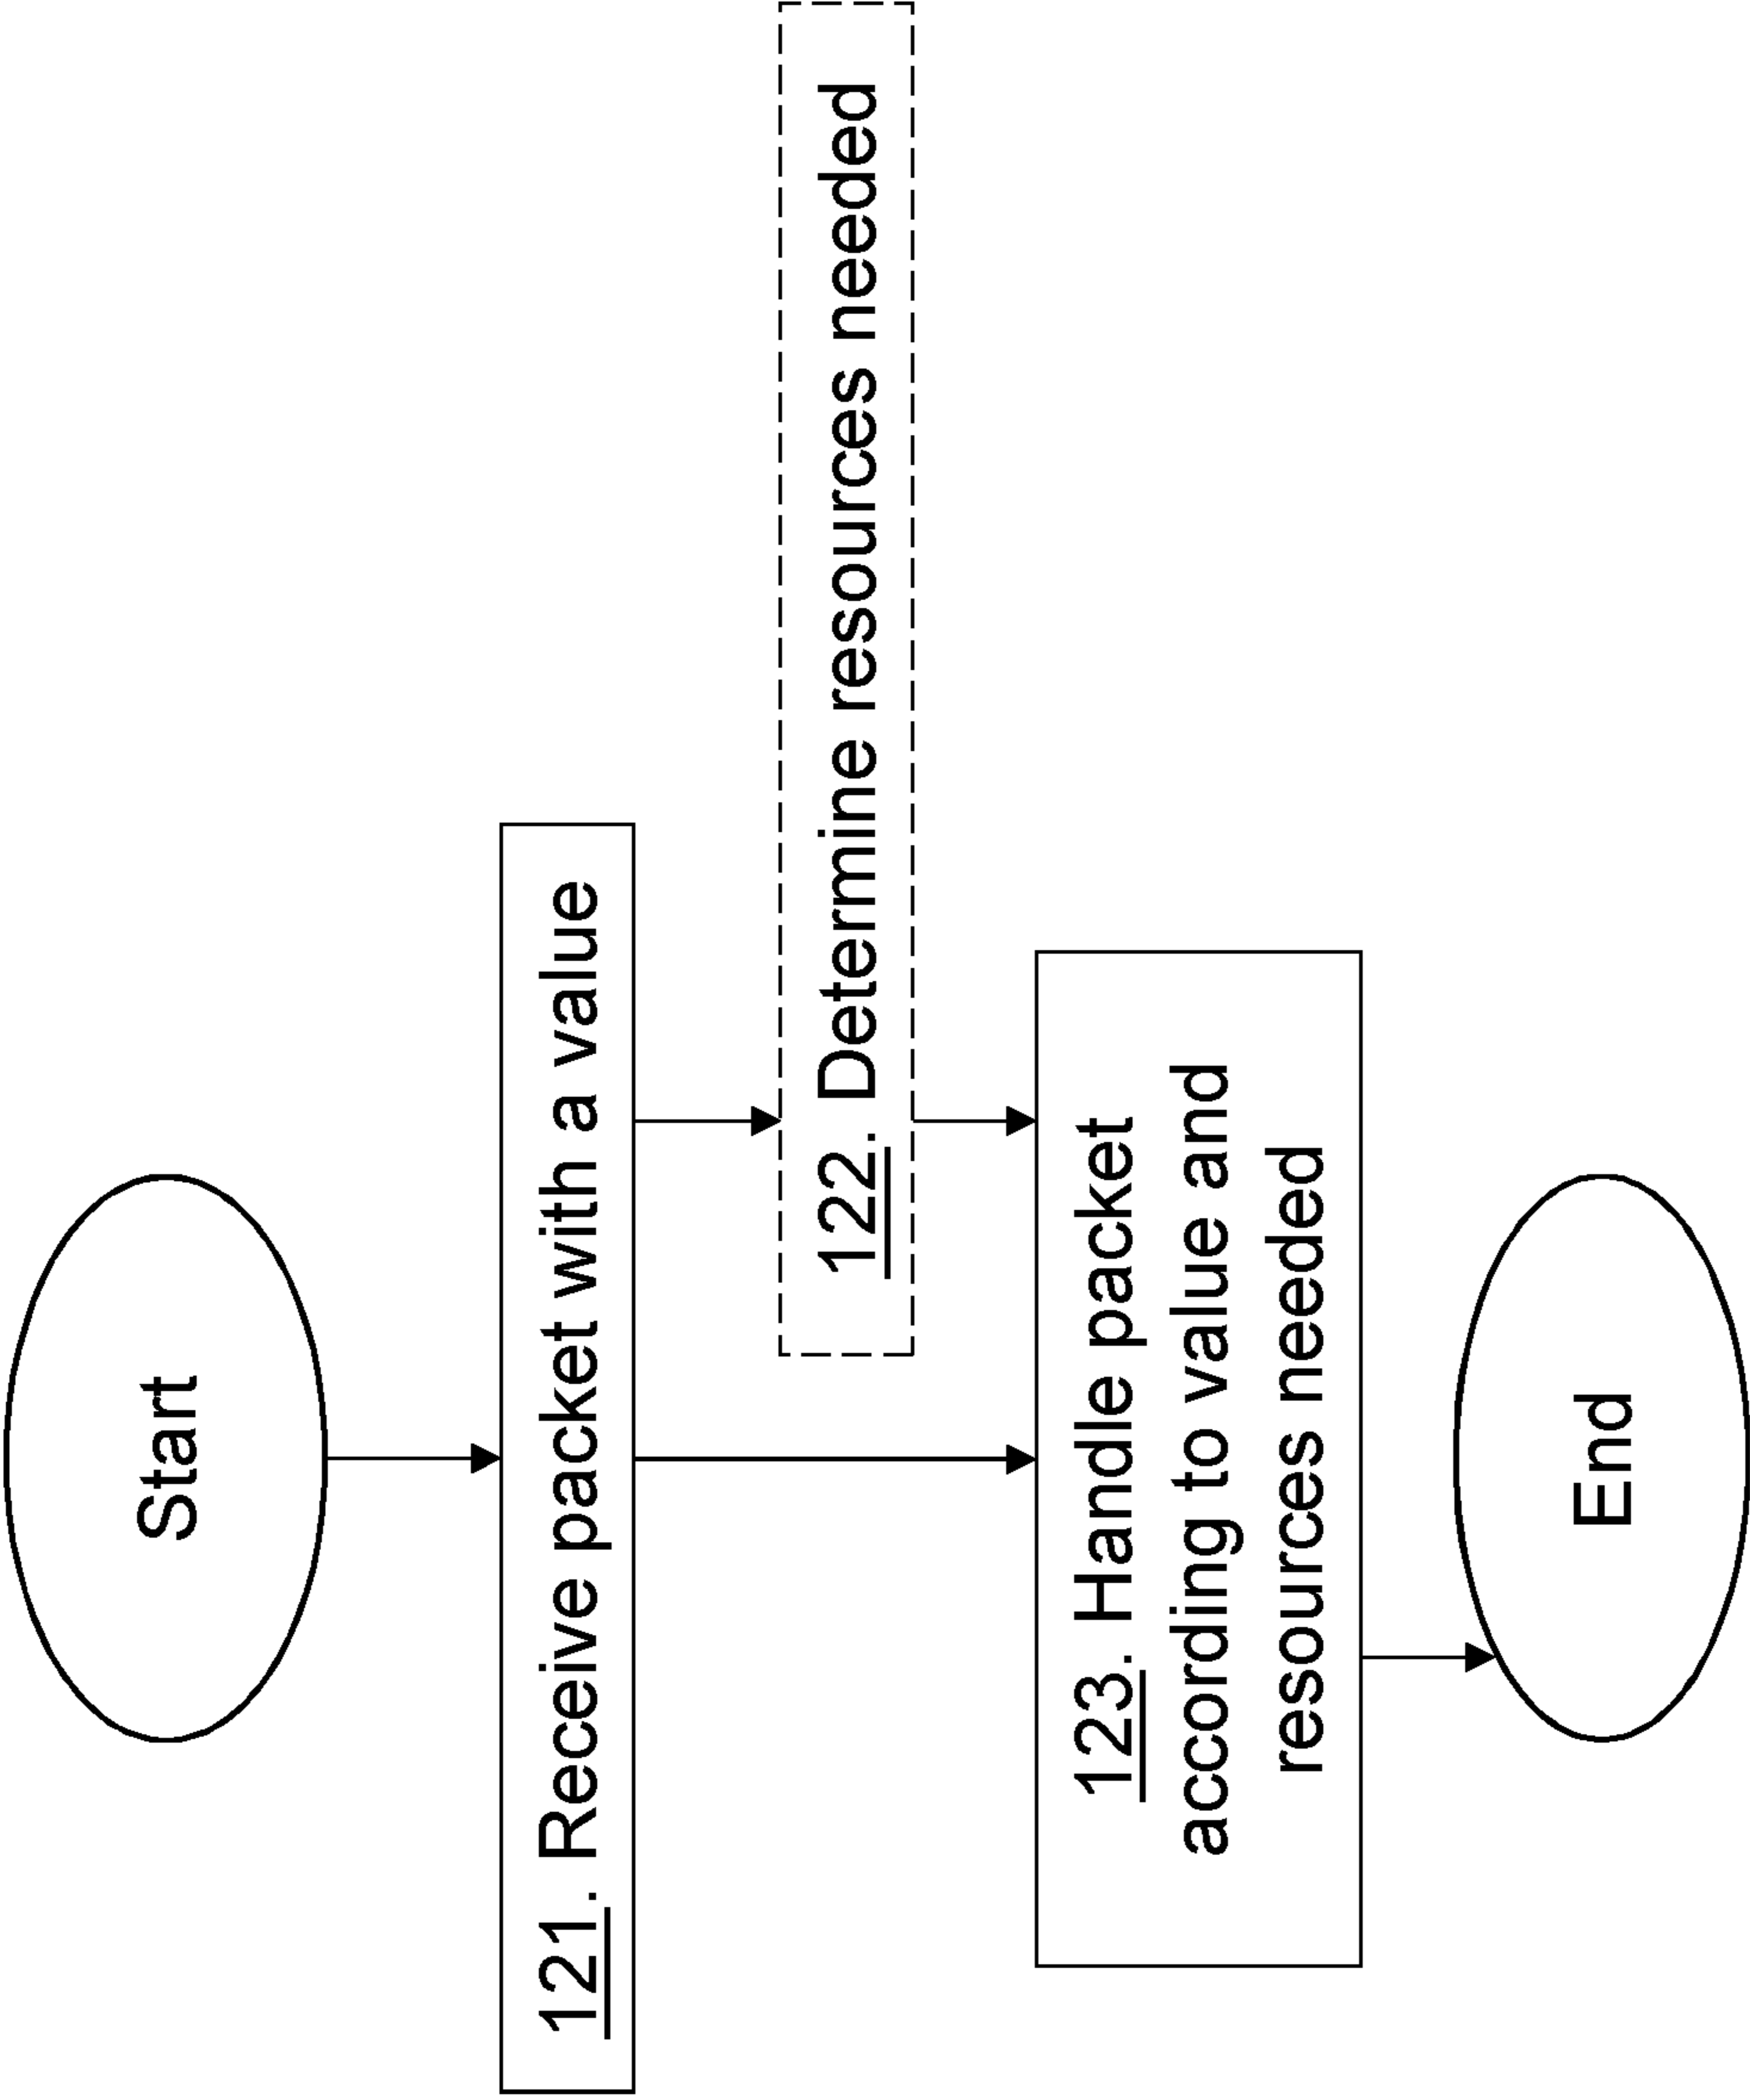 Start
121. Receive packet with a value
122. Determine resources needed
123. Handle packet
according to value and
resources needed
End